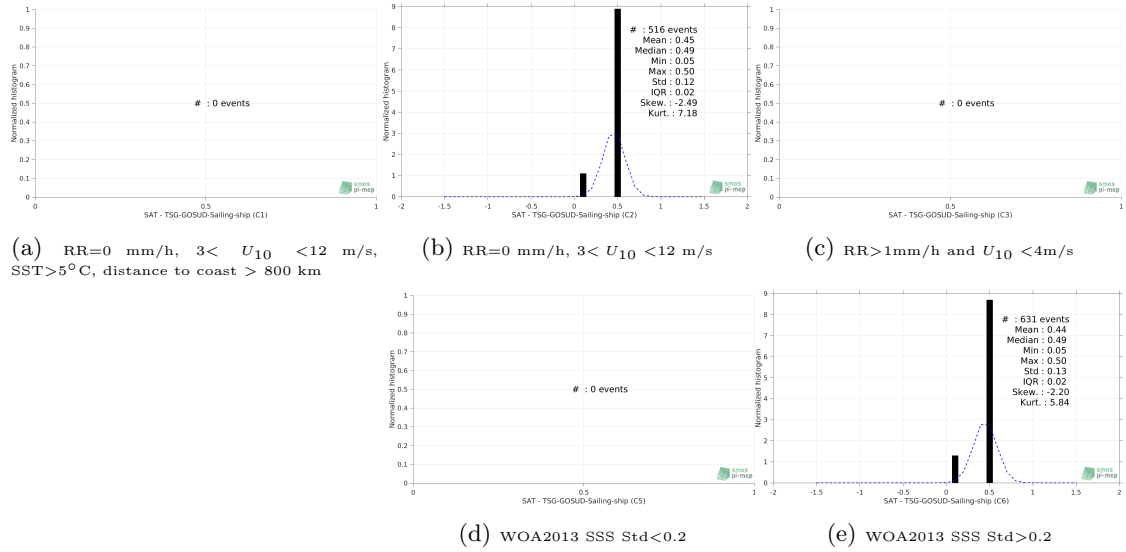 1
0.9
0.8
0.7
0.6
0.5
0.4
0.3
0.2
0.1
0
Normalized histogram
# : 0 events
smos
pi-mep
0 0.5 1
SAT - TSG-GOSUD-Sailing-ship (C1)
(a) RR=0 mm/h, 3< U10 <12 m/s,
SST>5°C, distance to coast > 800 km
9
8
7
6
5
4
3
2
1
0
Normalized histogram
# : 516 events
Mean : 0.45
Median : 0.49
Min : 0.05
Max : 0.50
Std : 0.12
IQR : 0.02
Skew. : -2.49
Kurt. : 7.18
smos
pi-mep
-2 -1.5 -1 -0.5 0 0.5 1 1.5 2
SAT - TSG-GOSUD-Sailing-ship (C2)
(b) RR=0 mm/h, 3< U10 <12 m/s
1
0.9
0.8
0.7
0.6
0.5
0.4
0.3
0.2
0.1
0
Normalized histogram
# : 0 events
smos
pi-mep
0 0.5 1
SAT - TSG-GOSUD-Sailing-ship (C3)
(c) RR>1mm/h and U10 <4m/s
1
0.9
0.8
0.7
0.6
0.5
0.4
0.3
0.2
0.1
0
Normalized histogram
# : 0 events
smos
pi-mep
0 0.5 1
SAT - TSG-GOSUD-Sailing-ship (C5)
(d) WOA2013 SSS Std<0.2
9
8
7
6
5
4
3
2
1
0
Normalized histogram
# : 631 events
Mean : 0.44
Median : 0.49
Min : 0.05
Max : 0.50
Std : 0.13
IQR : 0.02
Skew. : -2.20
Kurt. : 5.84
smos
pi-mep
-2 -1.5 -1 -0.5 0 0.5 1 1.5 2
SAT - TSG-GOSUD-Sailing-ship (C6)
(e) WOA2013 SSS Std>0.2